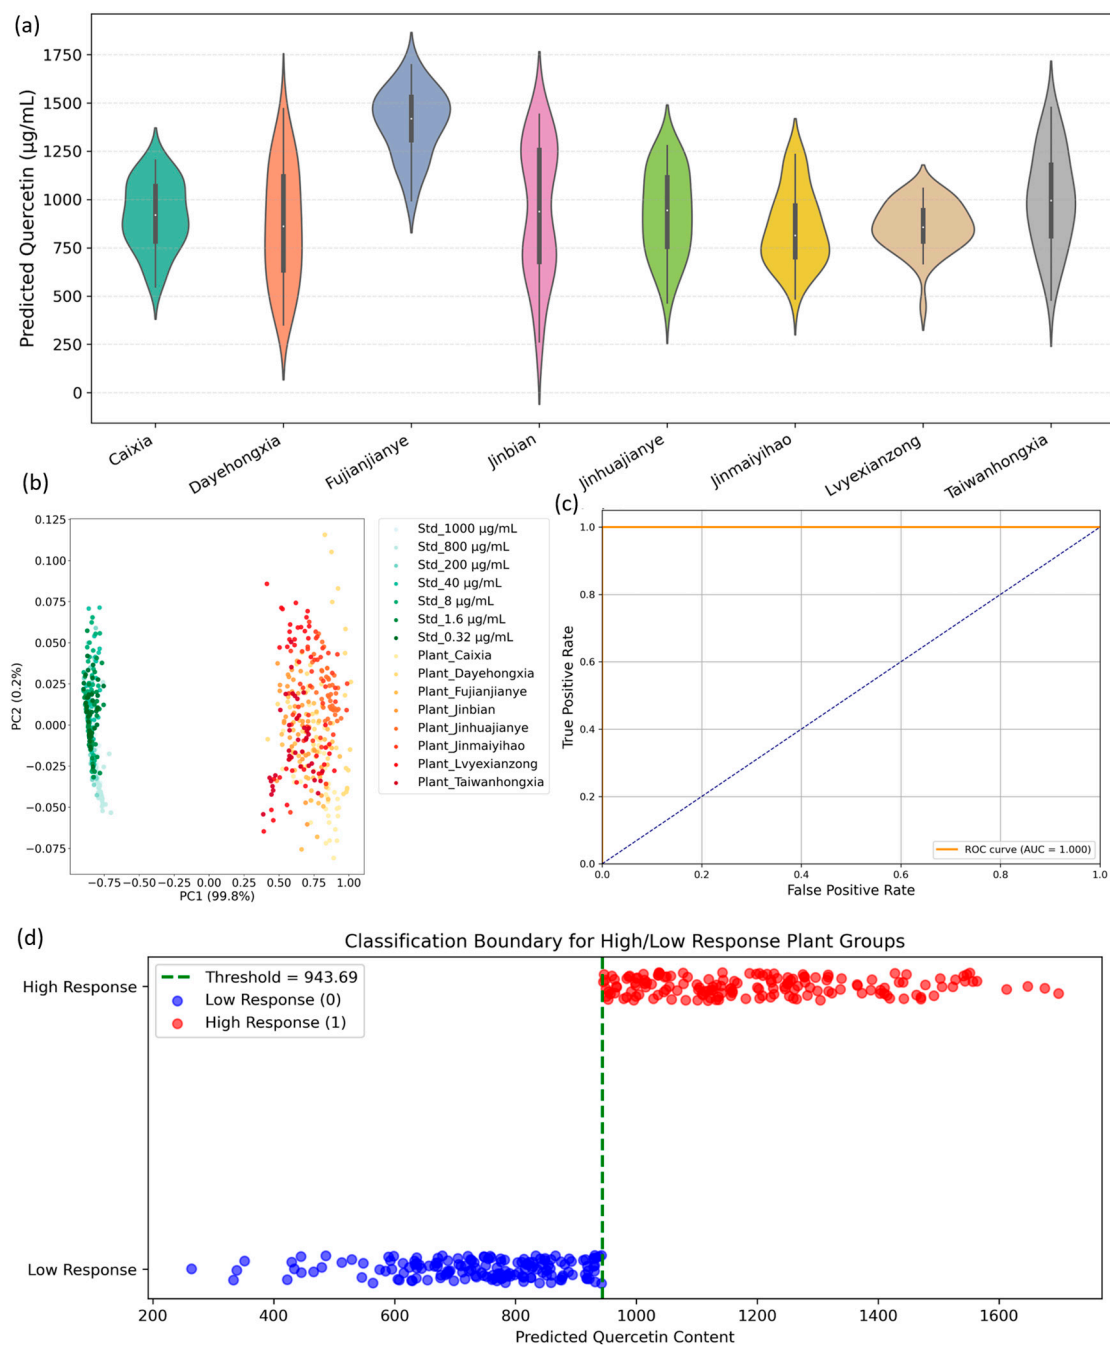 (a)
Predicted Quercetin (µg/mL)
1750
1500
1250
1000
750
500
250
0
Caixia
Dayehongxia
Fujianjianye
Jinbian
Jinhuajianye
Jinmaiyihao
Lvyexianzong
Taiwanhongxia
(b)
PC2 (0.2%)
0.125
0.100
0.075
0.050
0.025
0.000
−0.025
−0.050
−0.075
−0.75 −0.50 −0.25 0.00 0.25 0.50 0.75 1.00
PC1 (99.8%)
Std_1000 µg/mL
Std_800 µg/mL
Std_200 µg/mL
Std_40 µg/mL
Std_8 µg/mL
Std_1.6 µg/mL
Std_0.32 µg/mL
Plant_Caixia
Plant_Dayehongxia
Plant_Fujianjianye
Plant_Jinbian
Plant_Jinhuajianye
Plant_Jinmaiyihao
Plant_Lvyexianzong
Plant_Taiwanhongxia
(c)
True Positive Rate
1.0
0.8
0.6
0.4
0.2
0.0
0.0 0.2 0.4 0.6 0.8 1.0
False Positive Rate
ROC curve (AUC = 1.000)
(d)
Classification Boundary for High/Low Response Plant Groups
Threshold = 943.69
Low Response (0)
High Response (1)
High Response
Low Response
200 400 600 800 1000 1200 1400 1600
Predicted Quercetin Content